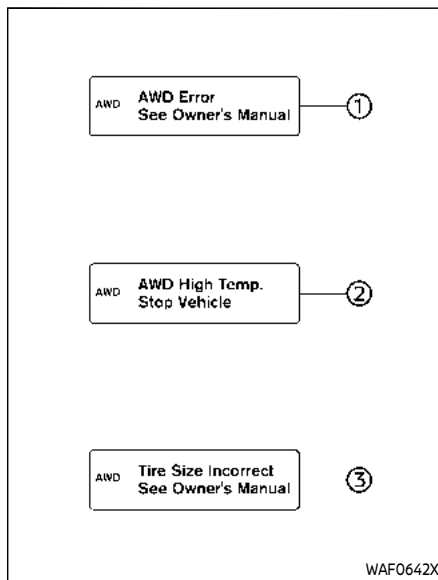 AWD
AWD Error
See Owner's Manual
1
AWD
AWD High Temp.
Stop Vehicle
2
AWD
Tire Size Incorrect
See Owner's Manual
3
WAF0642X